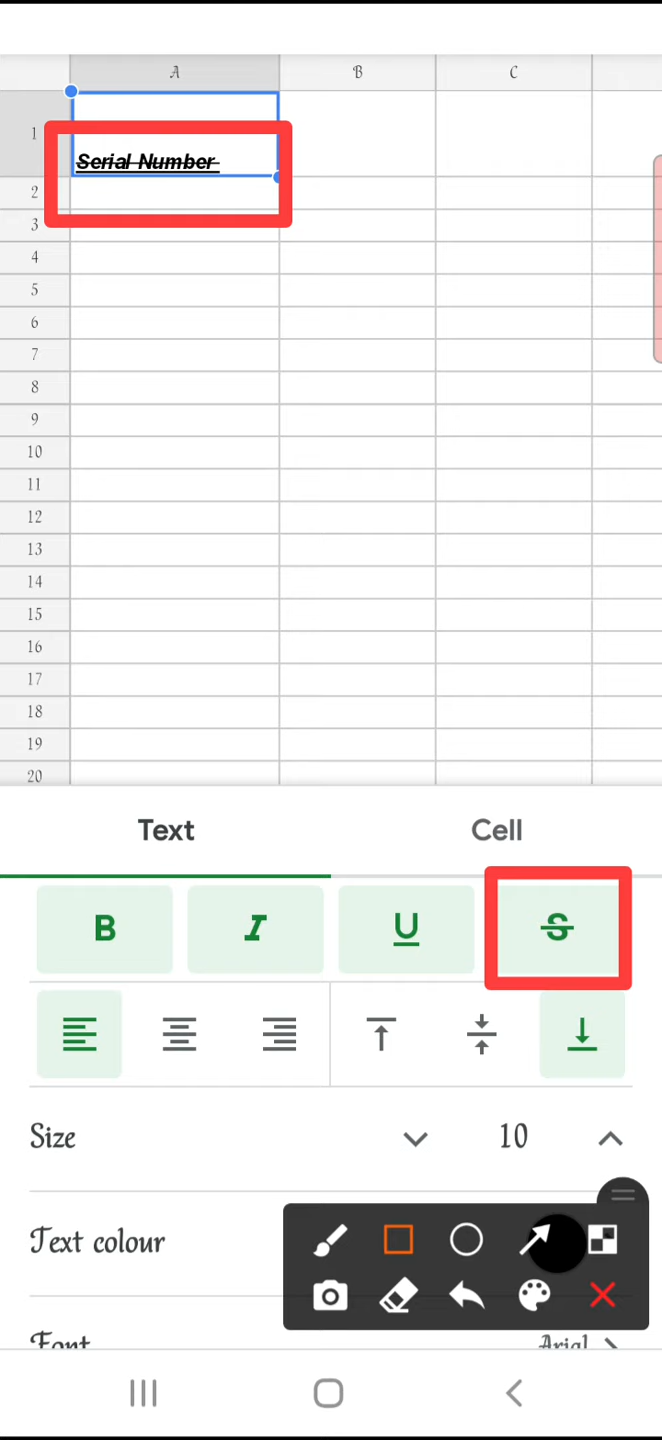 A B C
1
Serial Number
2
3
4
5
6
7
8
9
10
11
12
13
14
15
16
17
18
19
20
Text Cell
B I U S
Size 10
Text colour
Font Arial